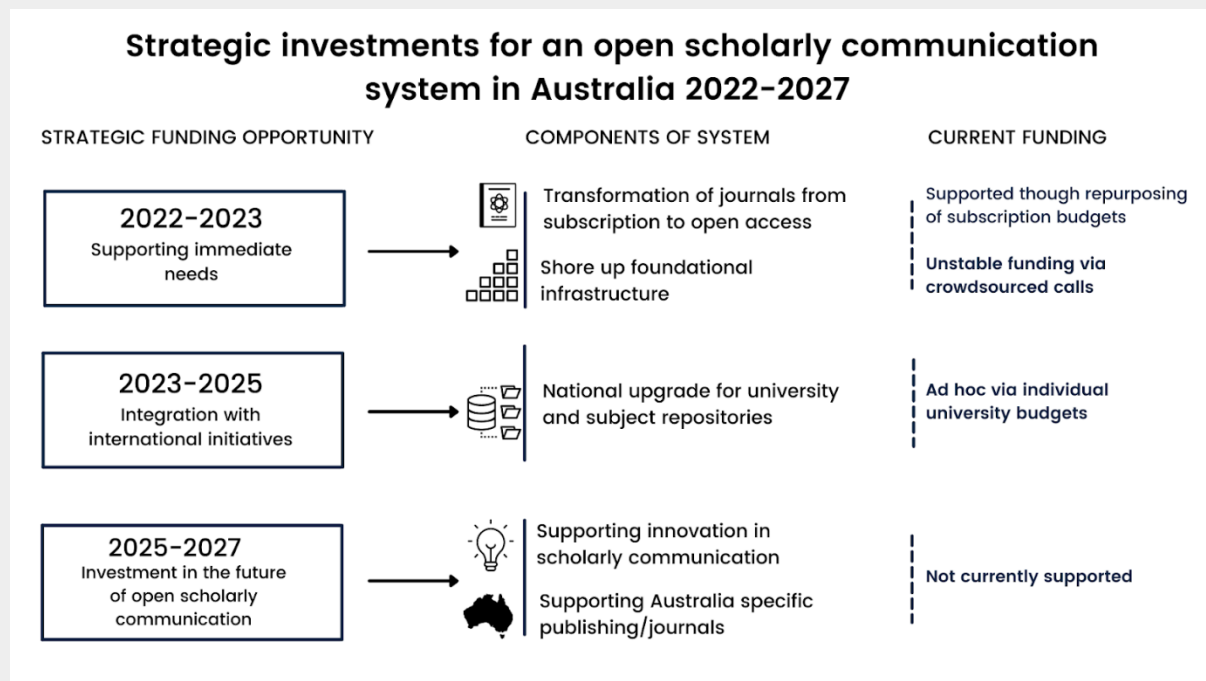 Strategic investments for an open scholarly communication
system in Australia 2022-2027
STRATEGIC FUNDING OPPORTUNITY
COMPONENTS OF SYSTEM
CURRENT FUNDING
2022-2023
Supporting immediate
needs
Transformation of journals from
subscription to open access
Shore up foundational
infrastructure
Supported though repurposing
of subscription budgets
Unstable funding via
crowdsourced calls
2023-2025
Integration with
international initiatives
National upgrade for university
and subject repositories
Ad hoc via individual
university budgets
2025-2027
Investment in the future
of open scholarly
communication
Supporting innovation in
scholarly communication
Supporting Australia specific
publishing/journals
Not currently supported